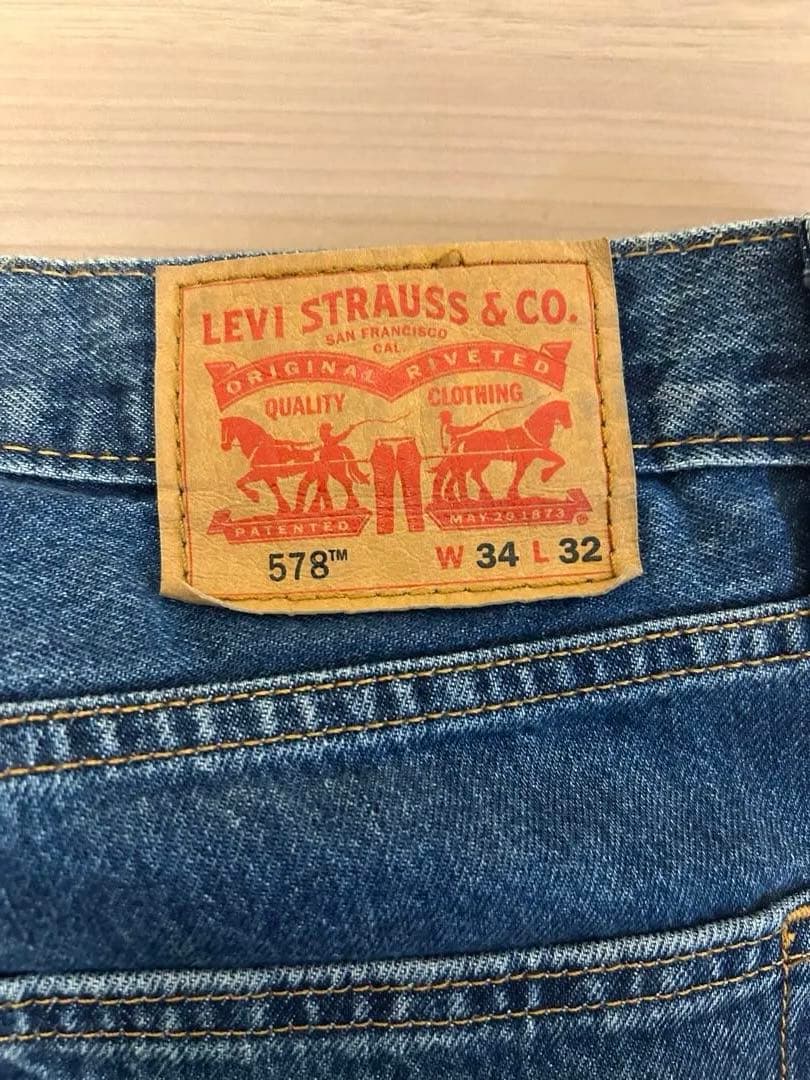 LEVI STRAUSS & CO.
SAN FRANCISCO
CAL.
ORIGINAL RIVETED
QUALITY CLOTHING
PATENTED MAY 20 1873 ®
578™ W 34 L 32